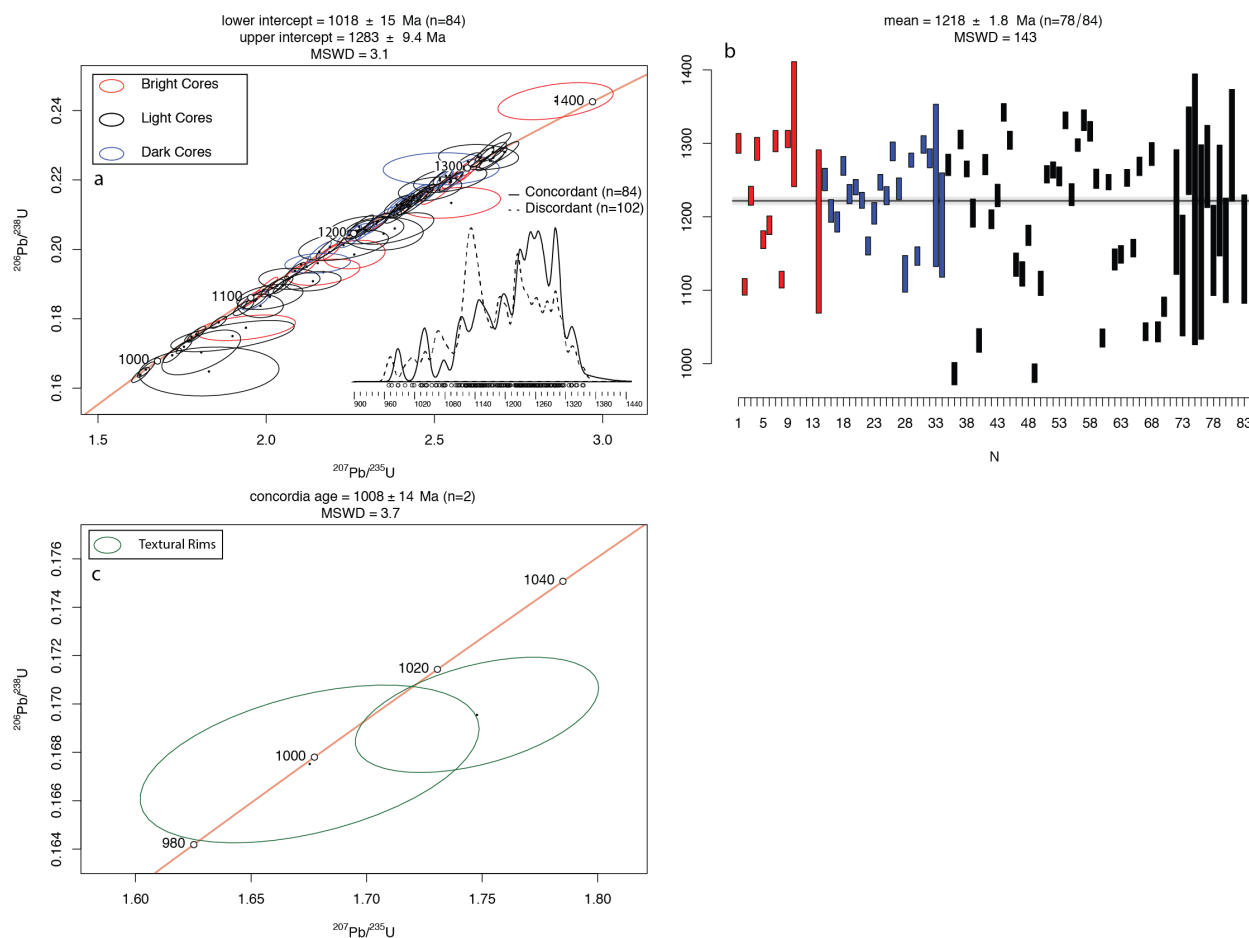 lower intercept = 1018 ± 15 Ma (n=84)
upper intercept = 1283 ± 9.4 Ma
MSWD = 3.1
Bright Cores
Light Cores
Dark Cores
a
1400
1300
1200
1100
1000
Concordant (n=84)
Discordant (n=102)
900 960 1020 1080 1140 1200 1260 1320 1380 1440
0.24
0.22
0.20
0.18
0.16
206Pb/238U
1.5 2.0 2.5 3.0
207Pb/235U
mean = 1218 ± 1.8 Ma (n=78/84)
MSWD = 143
b
1400
1300
1200
1100
1000
1 5 9 13 18 23 28 33 38 43 48 53 58 63 68 73 78 83
N
concordia age = 1008 ± 14 Ma (n=2)
MSWD = 3.7
Textural Rims
c
1040
1020
1000
980
0.176
0.174
0.172
0.170
0.168
0.166
0.164
206Pb/238U
1.60 1.65 1.70 1.75 1.80
207Pb/235U